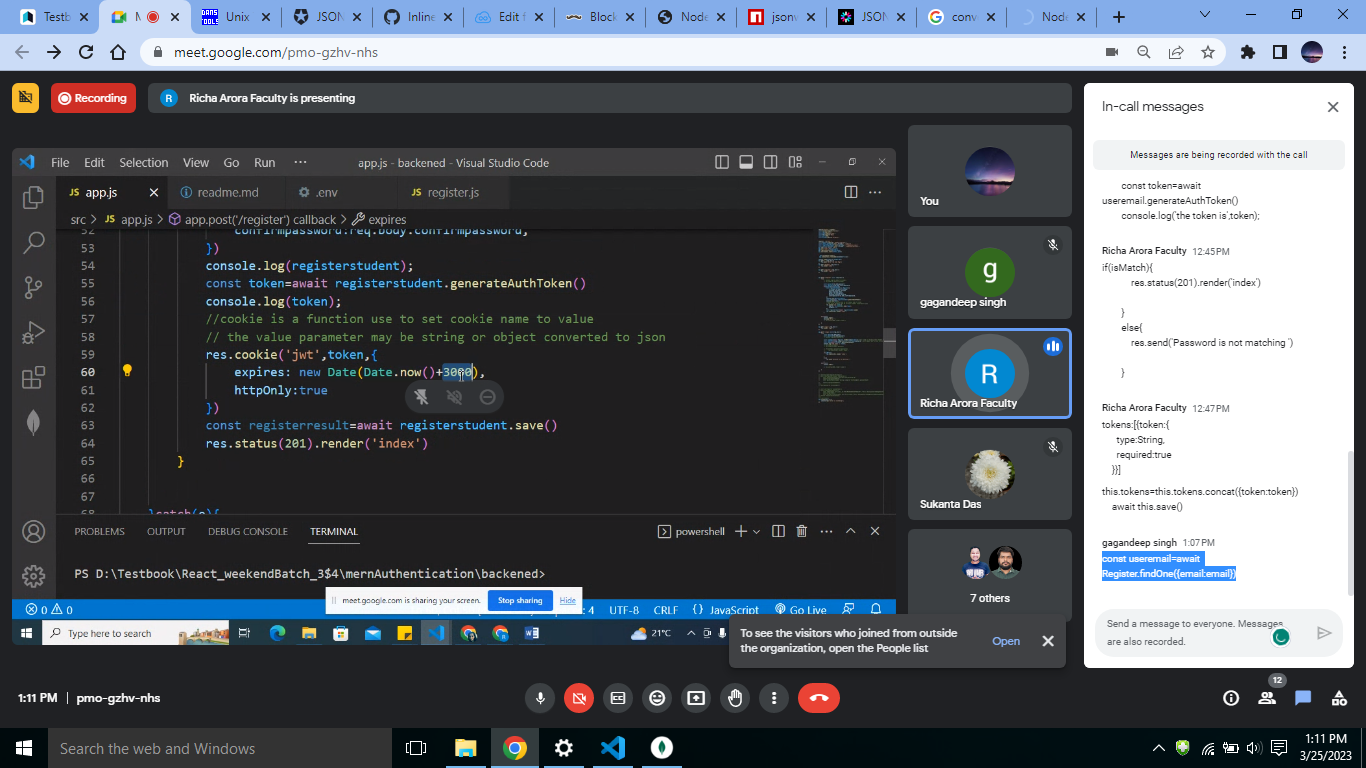 Testb
M
Unix
JSON
Inline
Edit f
Block
Node
jsonv
JSON
conv
Node
meet.google.com/pmo-gzhv-nhs
Recording
R
Richa Arora Faculty is presenting
File Edit Selection View Go Run ···
app.js - backened - Visual Studio Code
JS app.js
readme.md
.env
JS register.js
src > JS app.js > app.post('/register') callback > expires
52 confirmpassword:req.body.confirmpassword,
53 })
54 console.log(registerstudent);
55 const token=await registerstudent.generateAuthToken()
56 console.log(token);
57 //cookie is a function use to set cookie name to value
58 // the value parameter may be string or object converted to json
59 res.cookie('jwt',token,{
60 expires: new Date(Date.now()+3000),
61 httpOnly:true
62 })
63 const registerresult=await registerstudent.save()
64 res.status(201).render('index')
65 }
66
67
68 }catch(e){
PROBLEMS OUTPUT DEBUG CONSOLE TERMINAL
powershell
PS D:\Testbook\React_weekendBatch_3$4\mernAuthentication\backened>
meet.google.com is sharing your screen.
Stop sharing
Hide
0 0
4 UTF-8 CRLF {} JavaScript Go Live
Type here to search
21°C
You
g
gagandeep singh
R
Richa Arora Faculty
Sukanta Das
7 others
To see the visitors who joined from outside
the organization, open the People list
Open
In-call messages
Messages are being recorded with the call
const token=await
useremail.generateAuthToken()
console.log('the token is',token);
Richa Arora Faculty 12:45 PM
if(isMatch){
res.status(201).render('index')
}
else{
res.send('Password is not matching ')
}
Richa Arora Faculty 12:47 PM
tokens:[{token:{
type:String,
required:true
}}]
this.tokens=this.tokens.concat({token:token})
await this.save()
gagandeep singh 1:07 PM
const useremail=await
Register.findOne({email:email})
Send a message to everyone. Messages
are also recorded.
1:11 PM | pmo-gzhv-nhs
12
Search the web and Windows
1:11 PM
3/25/2023